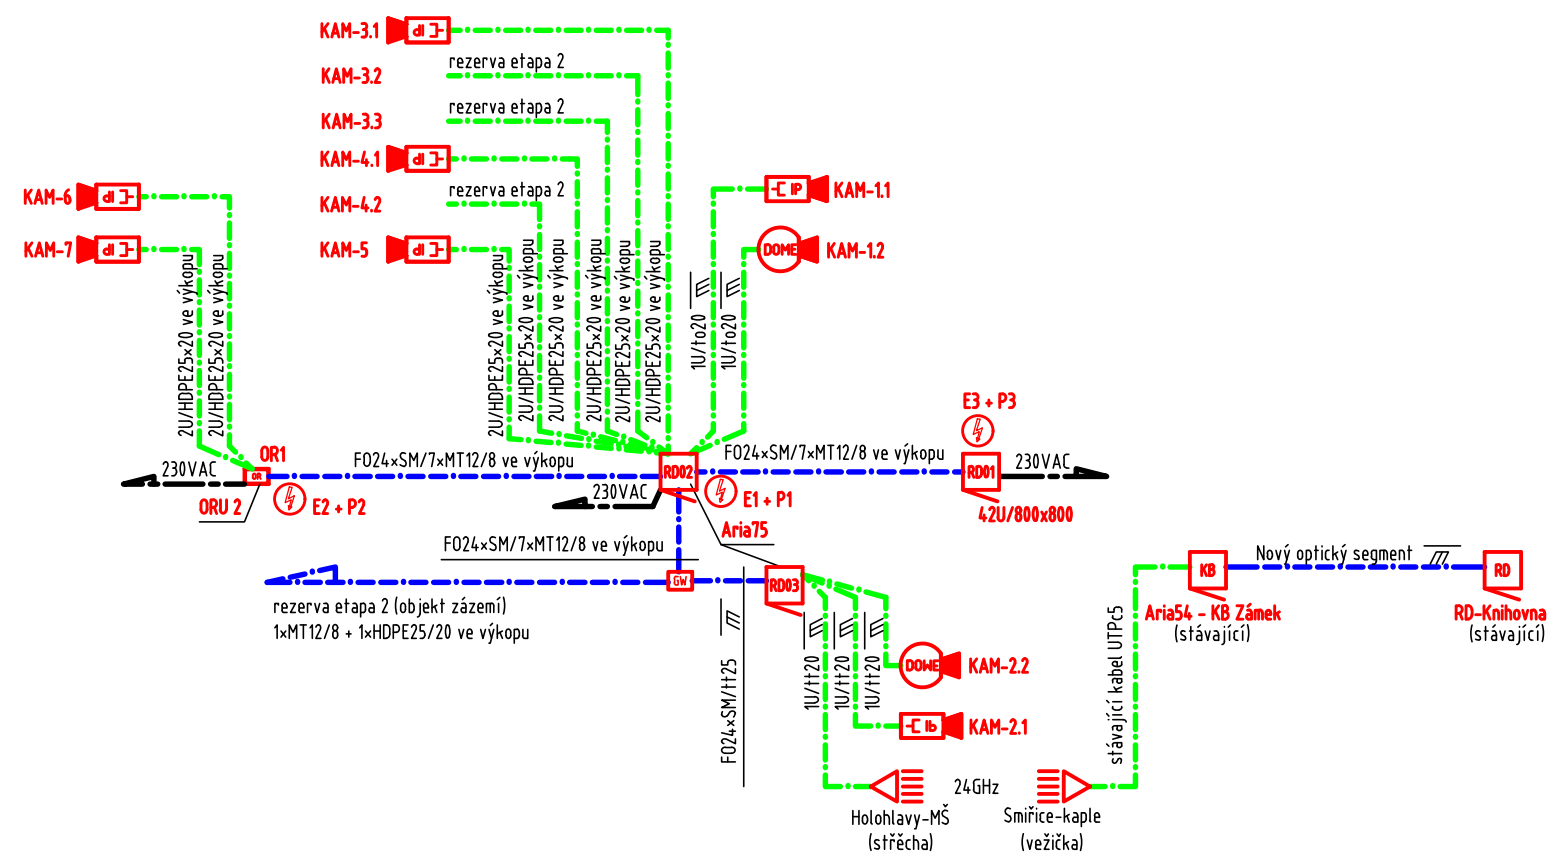 KAM-3.1
rezerva etapa 2
KAM-3.2
rezerva etapa 2
KAM-3.3
KAM-4.1
rezerva etapa 2
KAM-4.2
KAM-5
KAM-6
KAM-7
IP
KAM-1.1
DOME
KAM-1.2
2U/HDPE25×20 ve výkopu
2U/HDPE25×20 ve výkopu
2U/HDPE25×20 ve výkopu
2U/HDPE25×20 ve výkopu
2U/HDPE25×20 ve výkopu
2U/HDPE25×20 ve výkopu
2U/HDPE25×20 ve výkopu
2U/HDPE25×20 ve výkopu
1U/to20
1U/to20
OR1
OR
230VAC
ORU 2
E2 + P2
FO24×SM/7×MT12/8 ve výkopu
RD02
230VAC
E1 + P1
Aria75
FO24×SM/7×MT12/8 ve výkopu
E3 + P3
RD01
230VAC
42U/800x800
FO24×SM/7×MT12/8 ve výkopu
GW
RD03
rezerva etapa 2 (objekt zázemí)
1×MT12/8 + 1×HDPE25/20 ve výkopu
FO24×SM/tt25
1U/tt20
1U/tt20
1U/tt20
KAM-2.2
KAM-2.1
24GHz
Holohlavy-MŠ
(střecha)
Smiřice-kaple
(vežička)
stávající kabel UTPc5
KB
Nový optický segment
RD
Aria54 - KB Zámek
(stávající)
RD-Knihovna
(stávající)